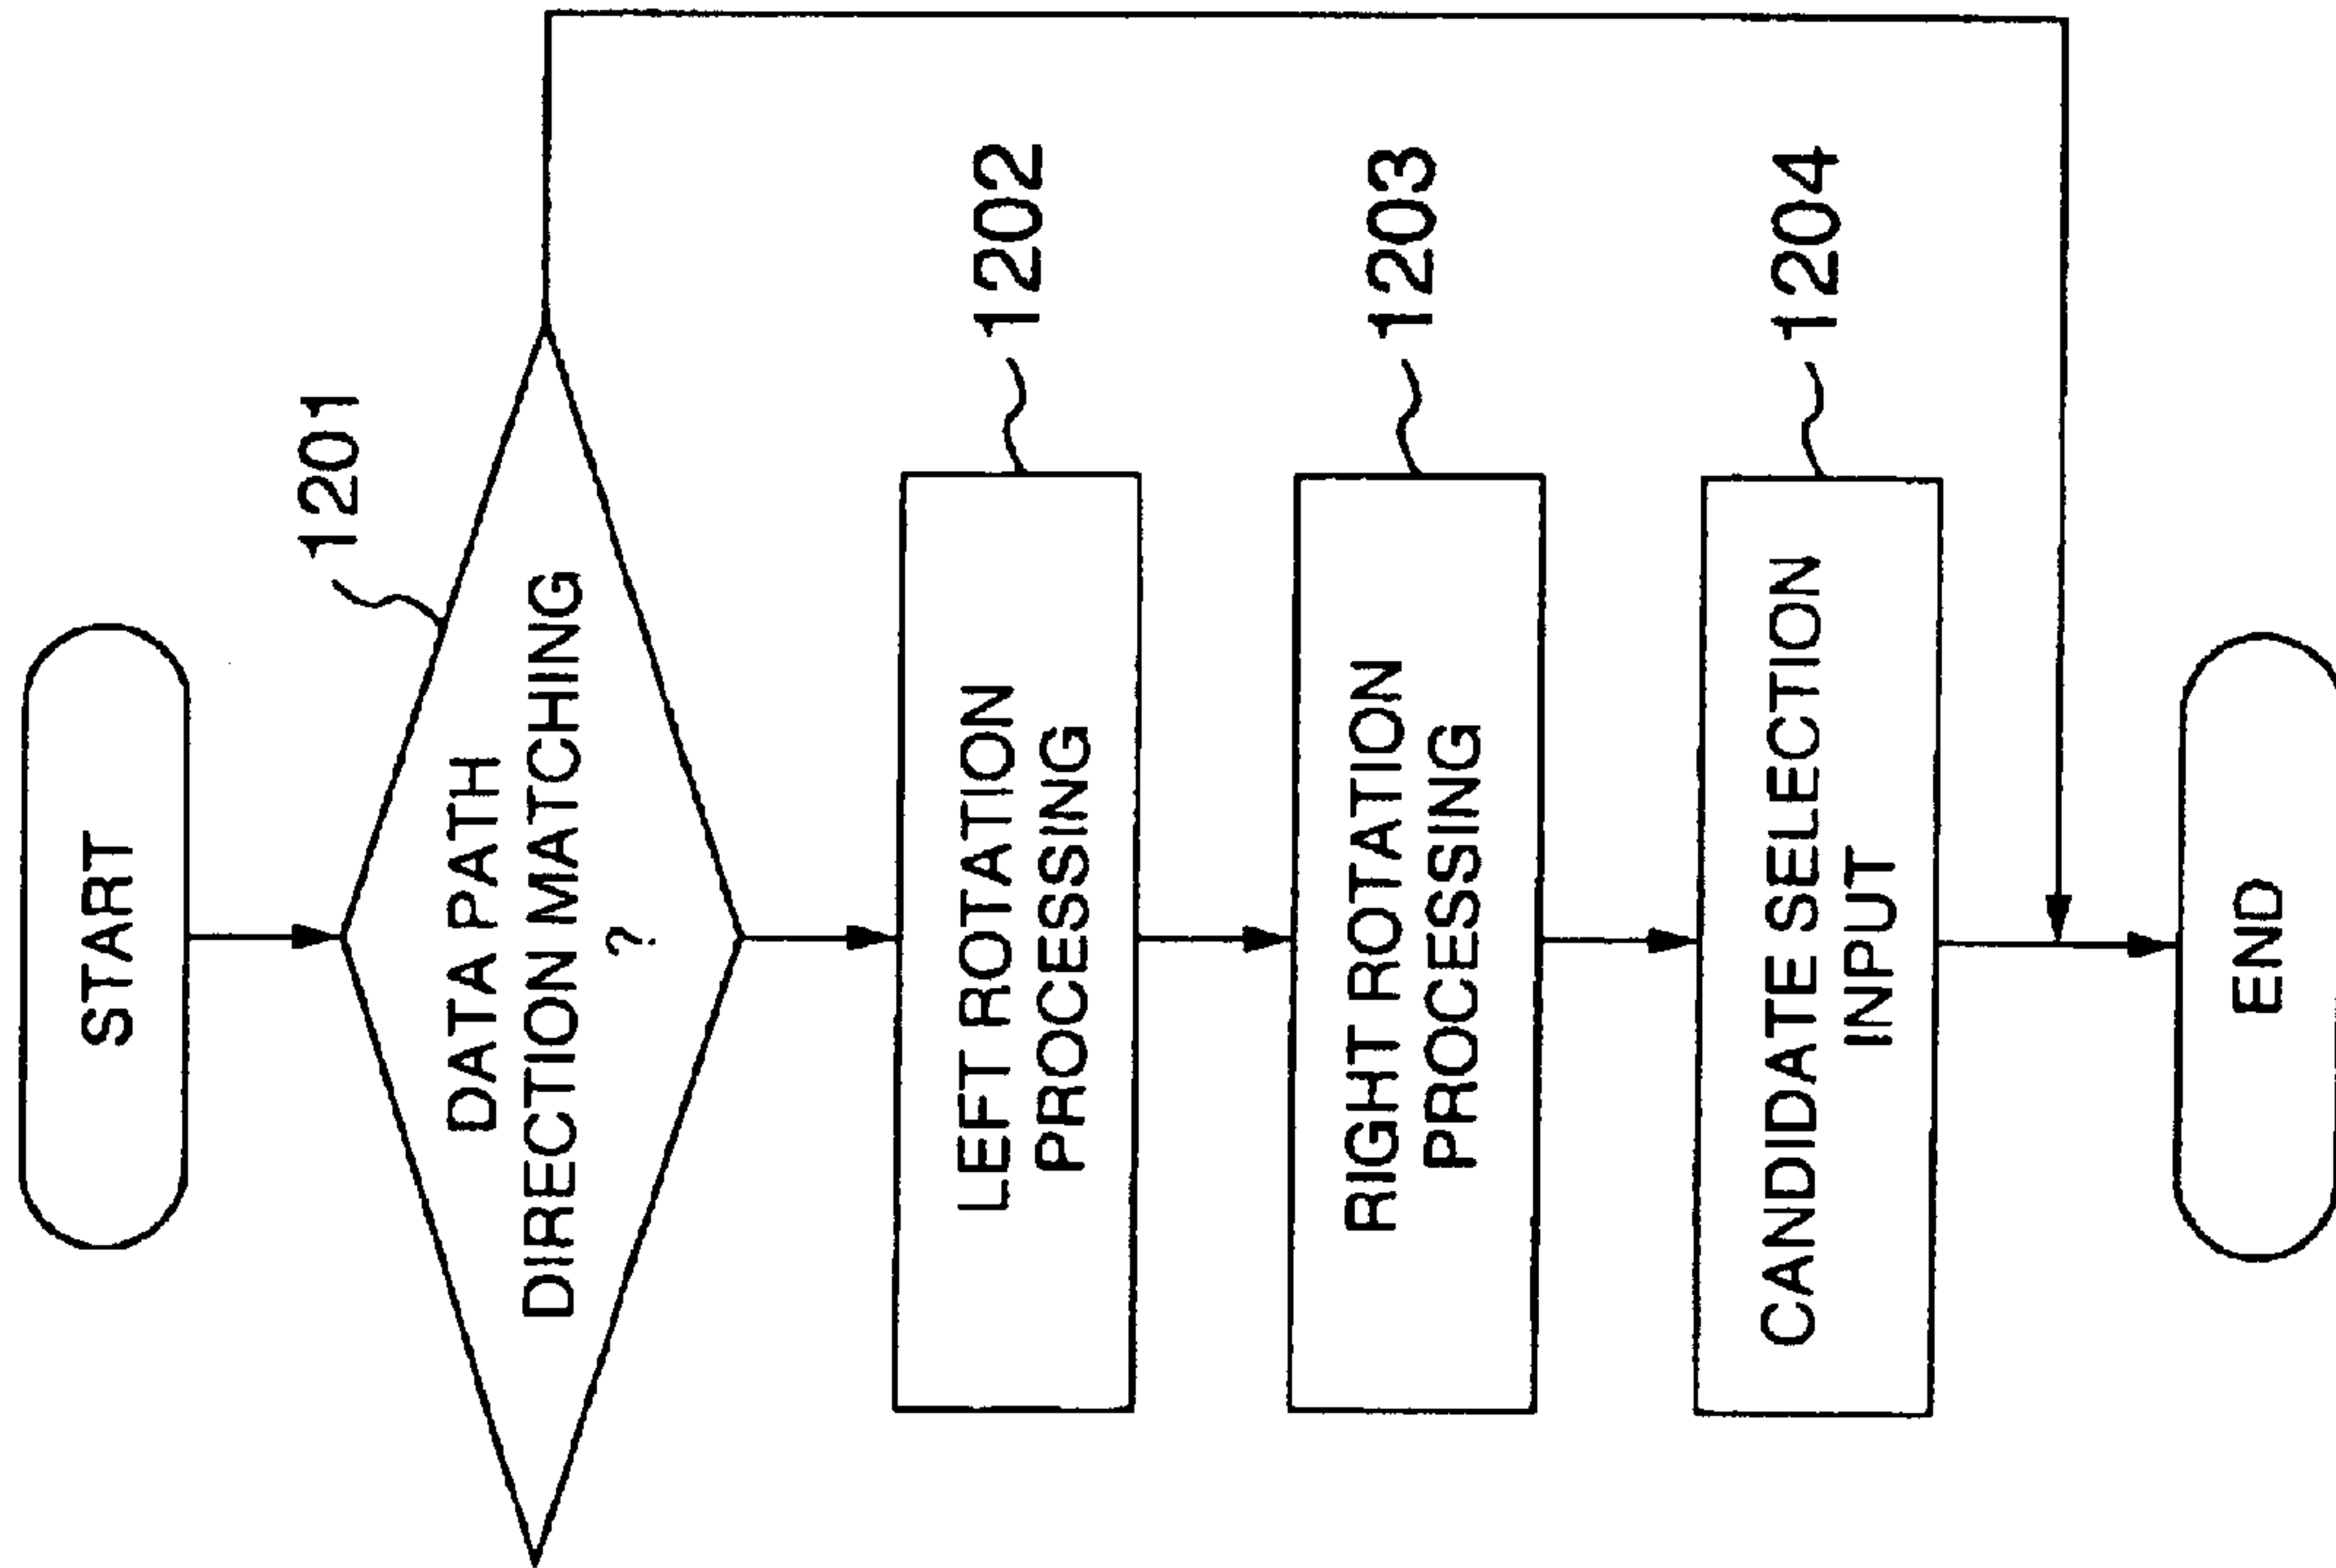 START
1201
DATA PATH
DIRECTION MATCHING
?
LEFT ROTATION
PROCESSING
1202
RIGHT ROTATION
PROCESSING
1203
CANDIDATE SELECTION
INPUT
1204
END